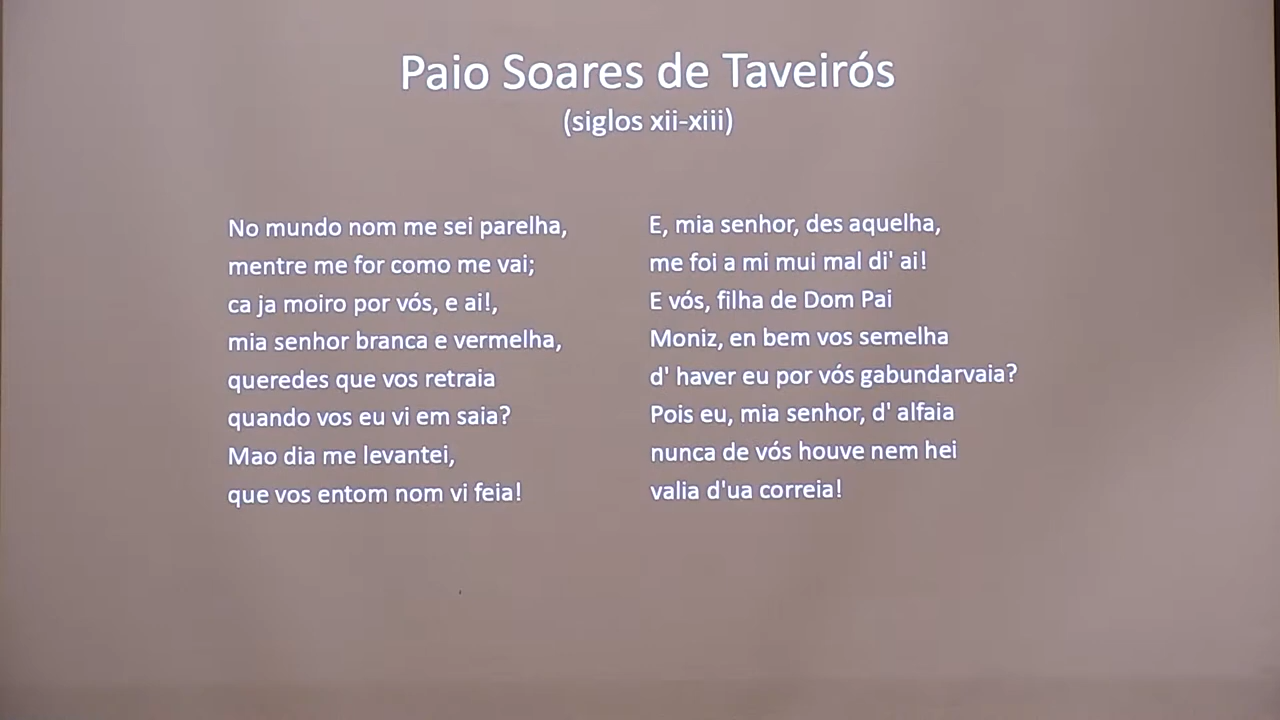 Paio Soares de Taveirós
(siglos xii-xiii)
No mundo nom me sei parelha,
mentre me for como me vai;
ca ja moiro por vós, e ai!,
mia senhor branca e vermelha,
queredes que vos retraia
quando vos eu vi em saia?
Mao dia me levantei,
que vos entom nom vi feia!
E, mia senhor, des aquelha,
me foi a mi mui mal di' ai!
E vós, filha de Dom Pai
Moniz, en bem vos semelha
d' haver eu por vós gabundarvaia?
Pois eu, mia senhor, d' alfaia
nunca de vós houve nem hei
valia d'ua correia!